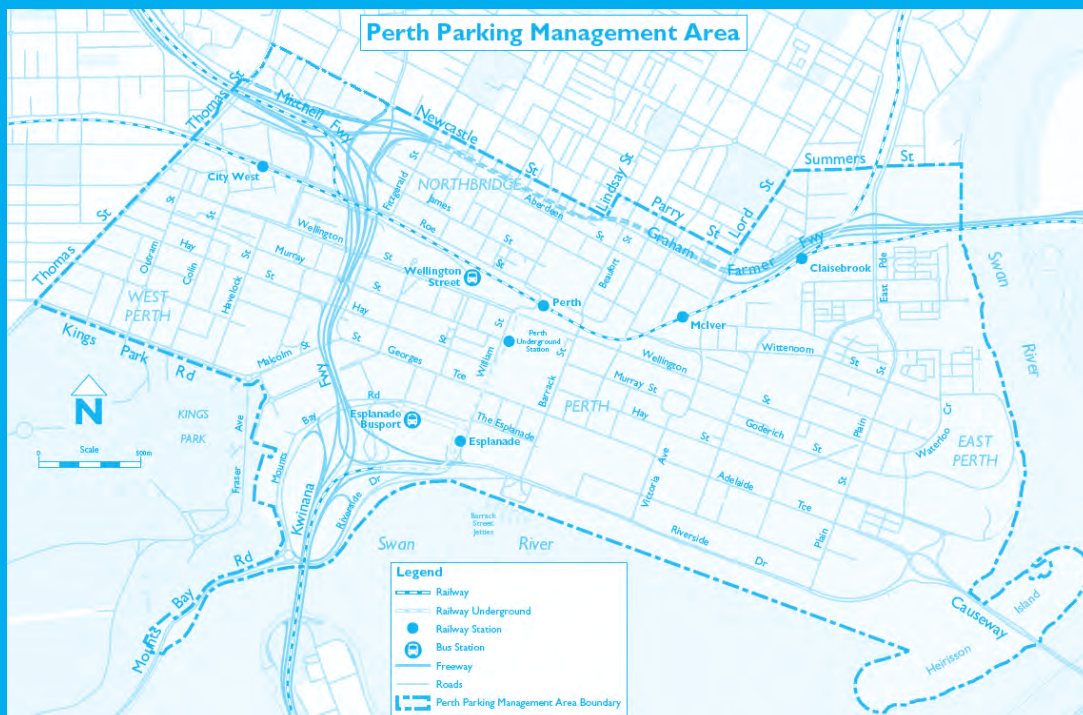 Perth Parking Management Area
Thomas St
Mitchell Fwy
Newcastle St
Summers St
Lindsay St
Parry St
Lord St
City West
Fitzgerald St
NORTHBRIDGE
James St
Aberdeen St
Roe St
Graham Farmer Fwy
Claisebrook
Swan River
East Pde
Thomas St
Outram St
Hay St
Colin St
Havelock St
Wellington St
Murray St
Wellington
Street
Beaufort St
Perth
McIver
WEST
PERTH
Perth
Underground
Station
Wittenoom St
Wellington St
Kings Park Rd
Malcolm St
Hay St
Georges Tce
William St
Barrack St
Murray St
PERTH
Hay St
Goderich St
Plain St
Waterloo Cr
EAST
PERTH
N
Fwy
Scale
0 500m
KINGS
PARK
Fraser Ave
Mounts Bay Rd
Esplanade
Busport
The Esplanade
Esplanade
Victoria Ave
Adelaide Tce
Plain St
Kwinana
Riverside Dr
Barrack
Street
Jetties
Riverside Dr
Swan River
Mounts Bay Rd
Causeway
Heirisson Island
Legend
Railway
Railway Underground
Railway Station
Bus Station
Freeway
Roads
Perth Parking Management Area Boundary